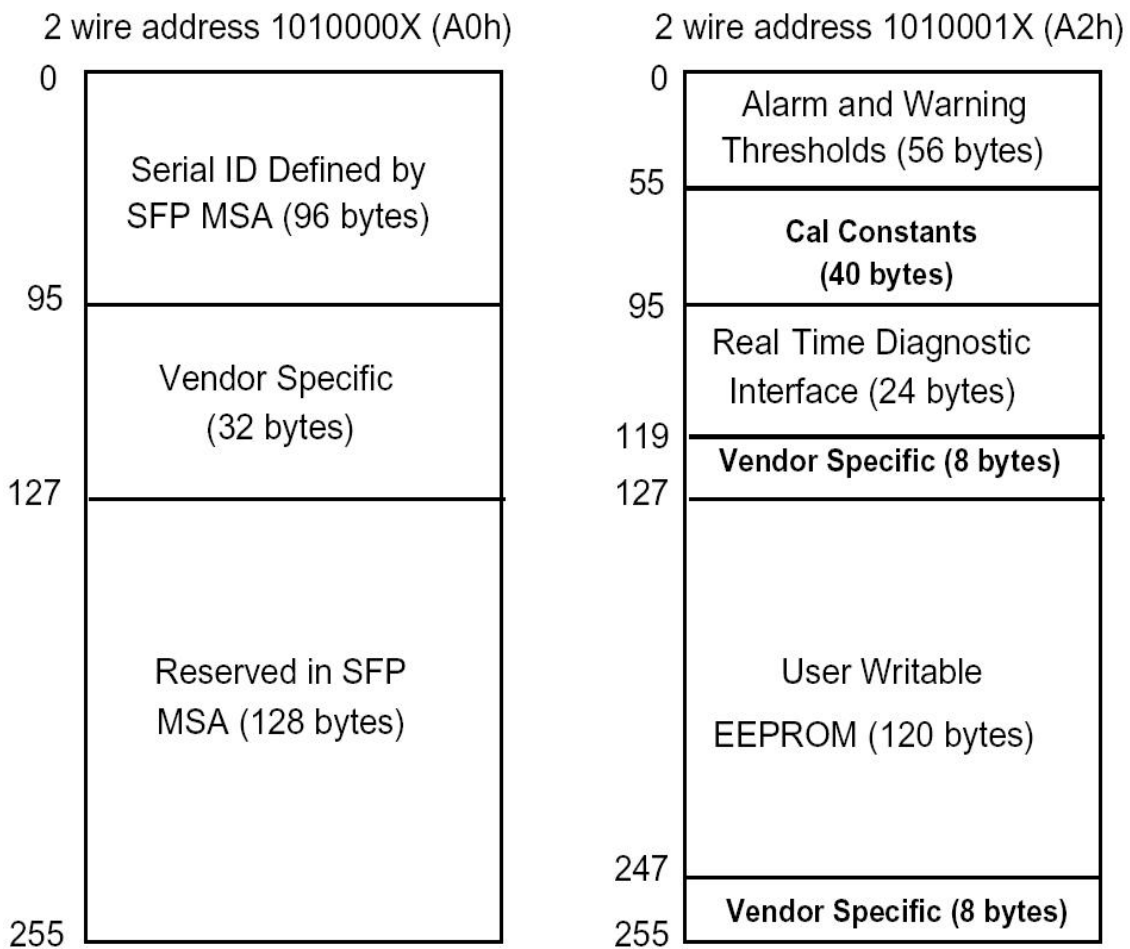 2 wire address 1010000X (A0h)
0
Serial ID Defined by
SFP MSA (96 bytes)
95
Vendor Specific
(32 bytes)
127
Reserved in SFP
MSA (128 bytes)
255
2 wire address 1010001X (A2h)
0
Alarm and Warning
Thresholds (56 bytes)
55
Cal Constants
(40 bytes)
95
Real Time Diagnostic
Interface (24 bytes)
119
Vendor Specific (8 bytes)
127
User Writable
EEPROM (120 bytes)
247
Vendor Specific (8 bytes)
255